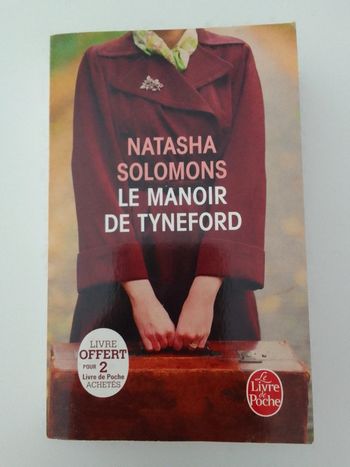 NATASHA
SOLOMONS
LE MANOIR
DE TYNEFORD
LIVRE
OFFERT
POUR 2
Livre de Poche
ACHETÉS
Le
Livre
de
Poche